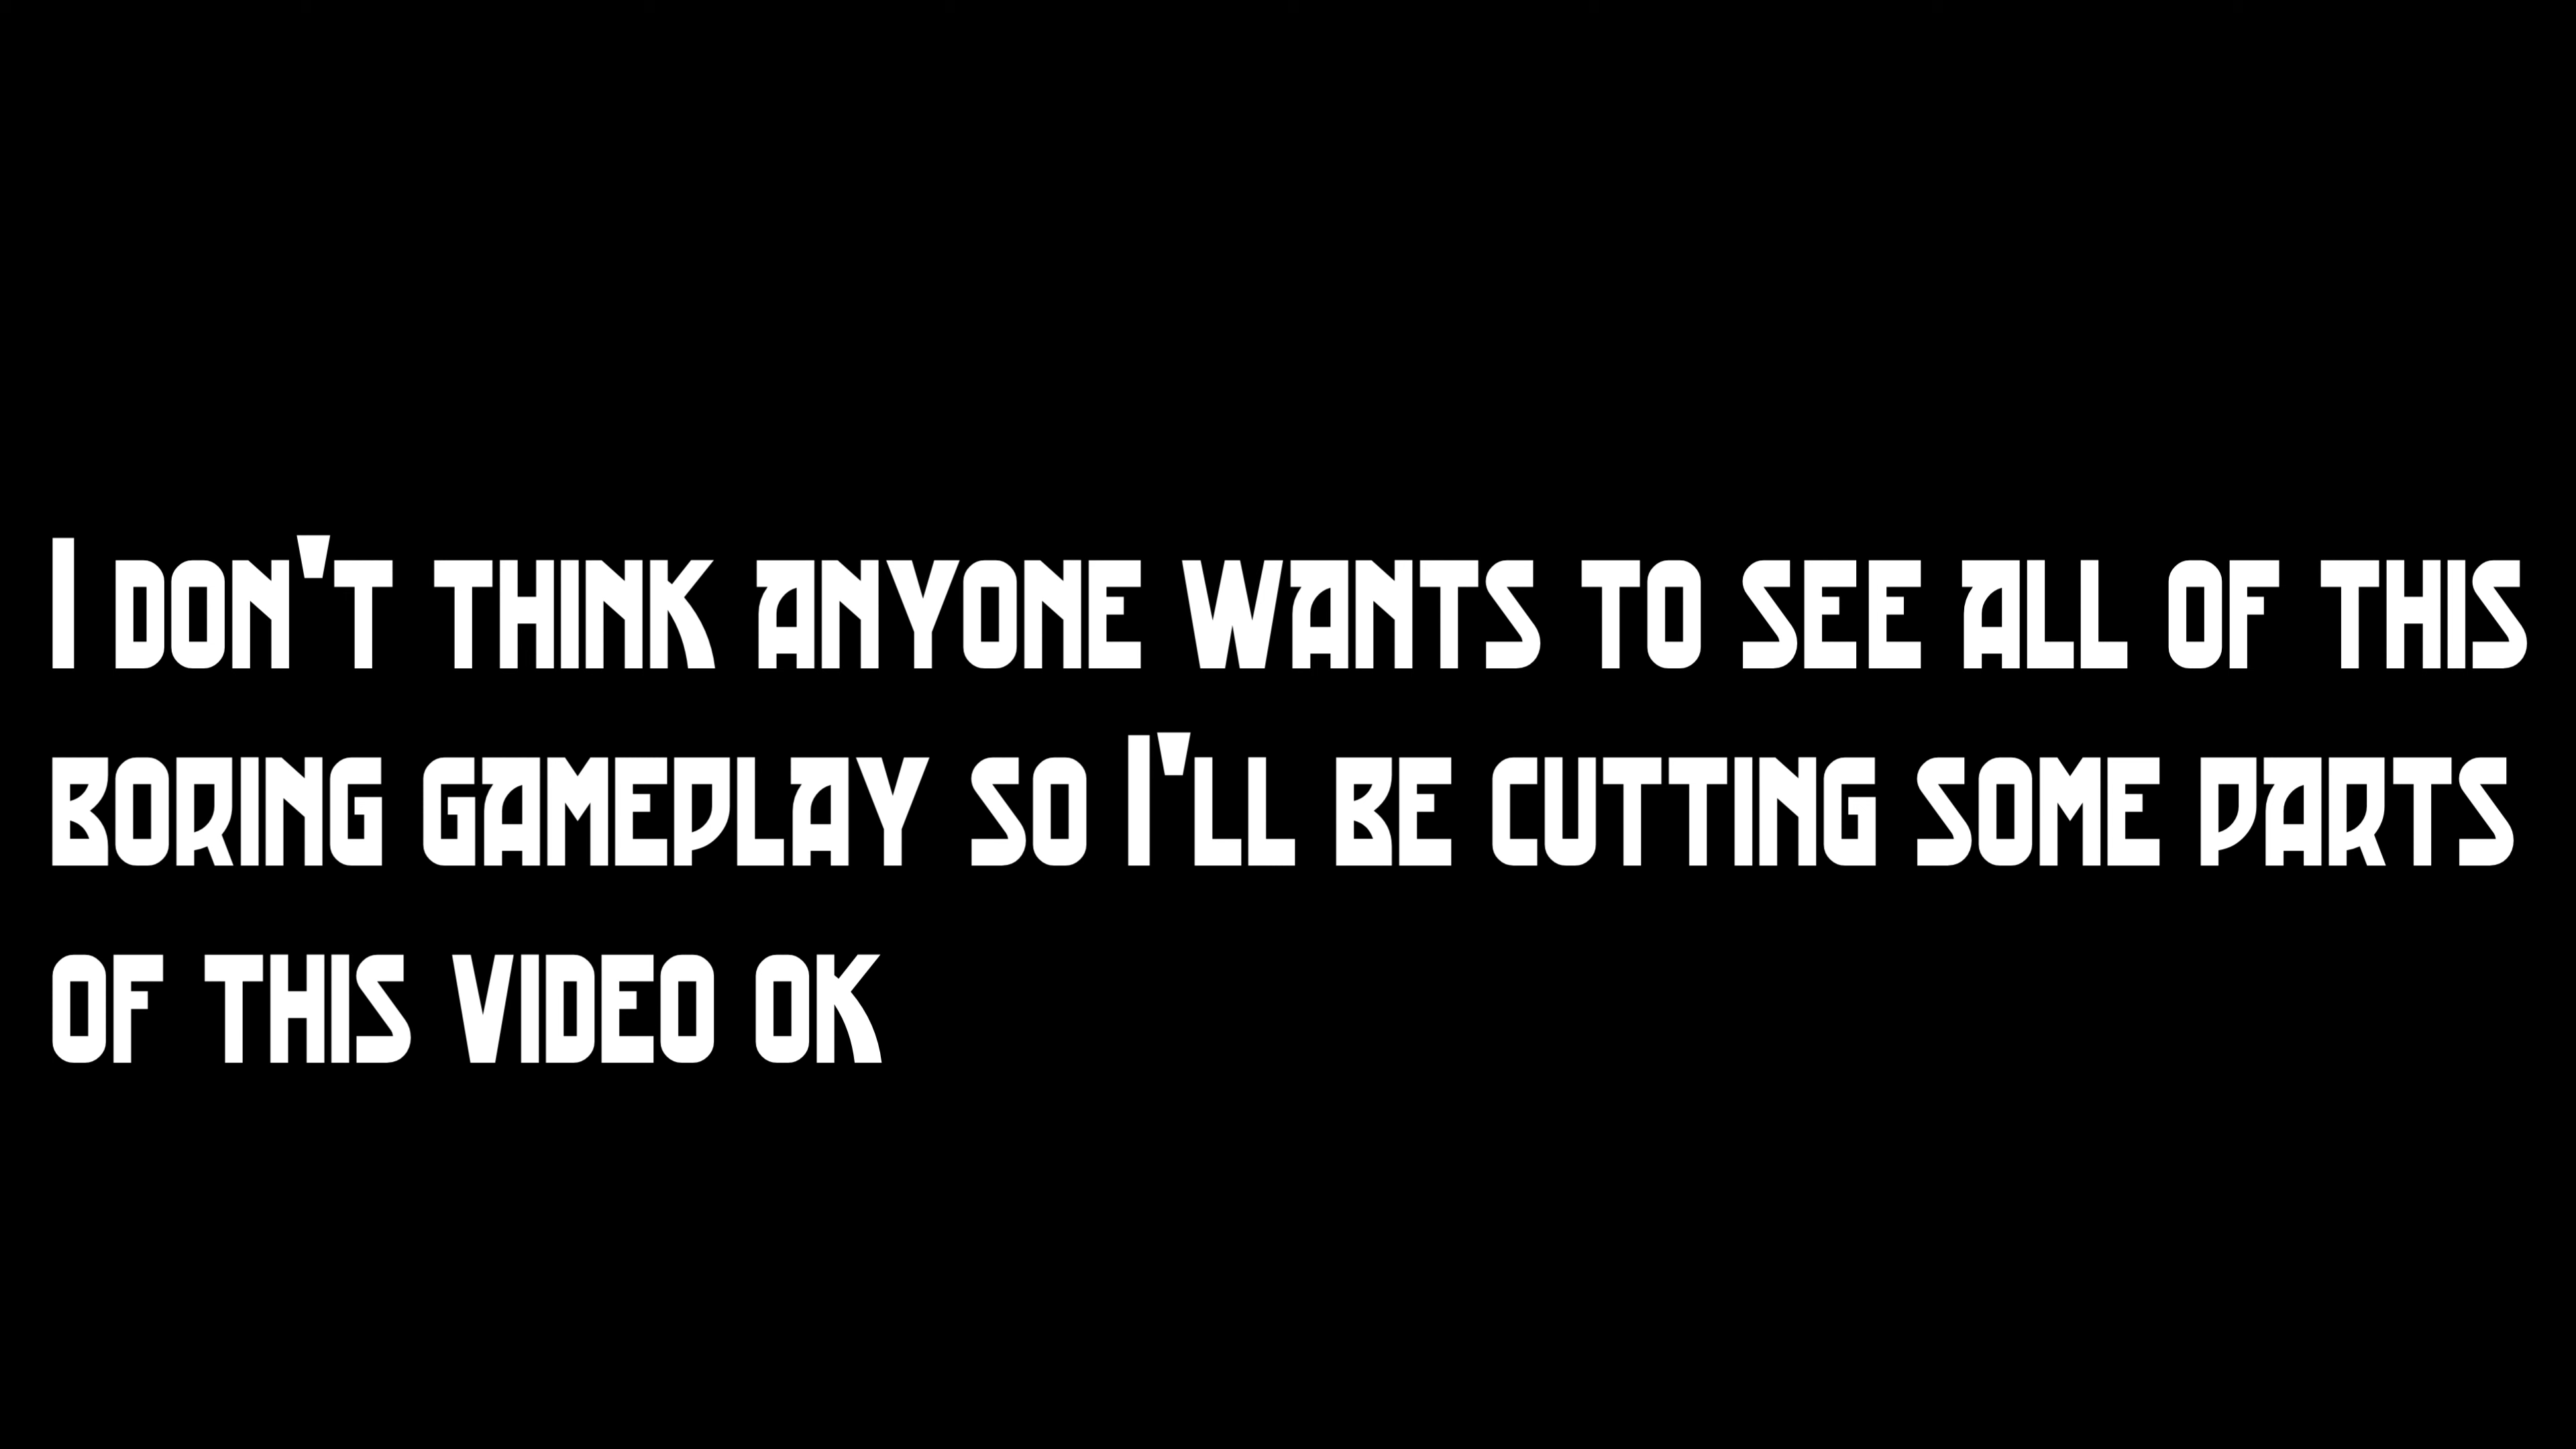 I don't think anyone wants to see all of this
boring gameplay so I'll be cutting some parts
of this video ok